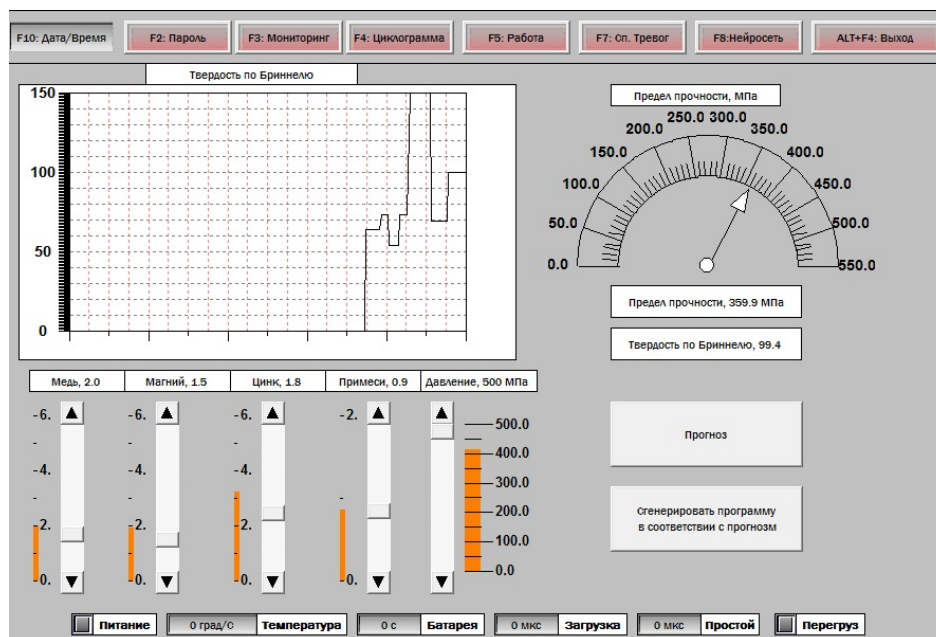 F10: Дата/Время F2: Пароль F3: Мониторинг F4: Циклограмма F5: Работа F7: Сп. Тревог F8:Нейросеть ALT+F4: Выход
Твердость по Бриннелю
150
100
50
0
Предел прочности, МПа
0.0 50.0 100.0 150.0 200.0 250.0 300.0 350.0 400.0 450.0 500.0 550.0
Предел прочности, 359.9 МПа
Твердость по Бриннелю, 99.4
Медь, 2.0 Магний, 1.5 Цинк, 1.8 Примеси, 0.9 Давление, 500 МПа
-6. -6. -6. -2. 500.0
-4. -4. -4. 400.0
300.0
-2. -2. -2. 200.0
100.0
-0. -0. -0. -0. 0.0
Прогноз
Сгенерировать программу
в соответствии с прогнозм
Питание 0 град/С Температура 0 с Батарея 0 мкс Загрузка 0 мкс Простой Перегруз